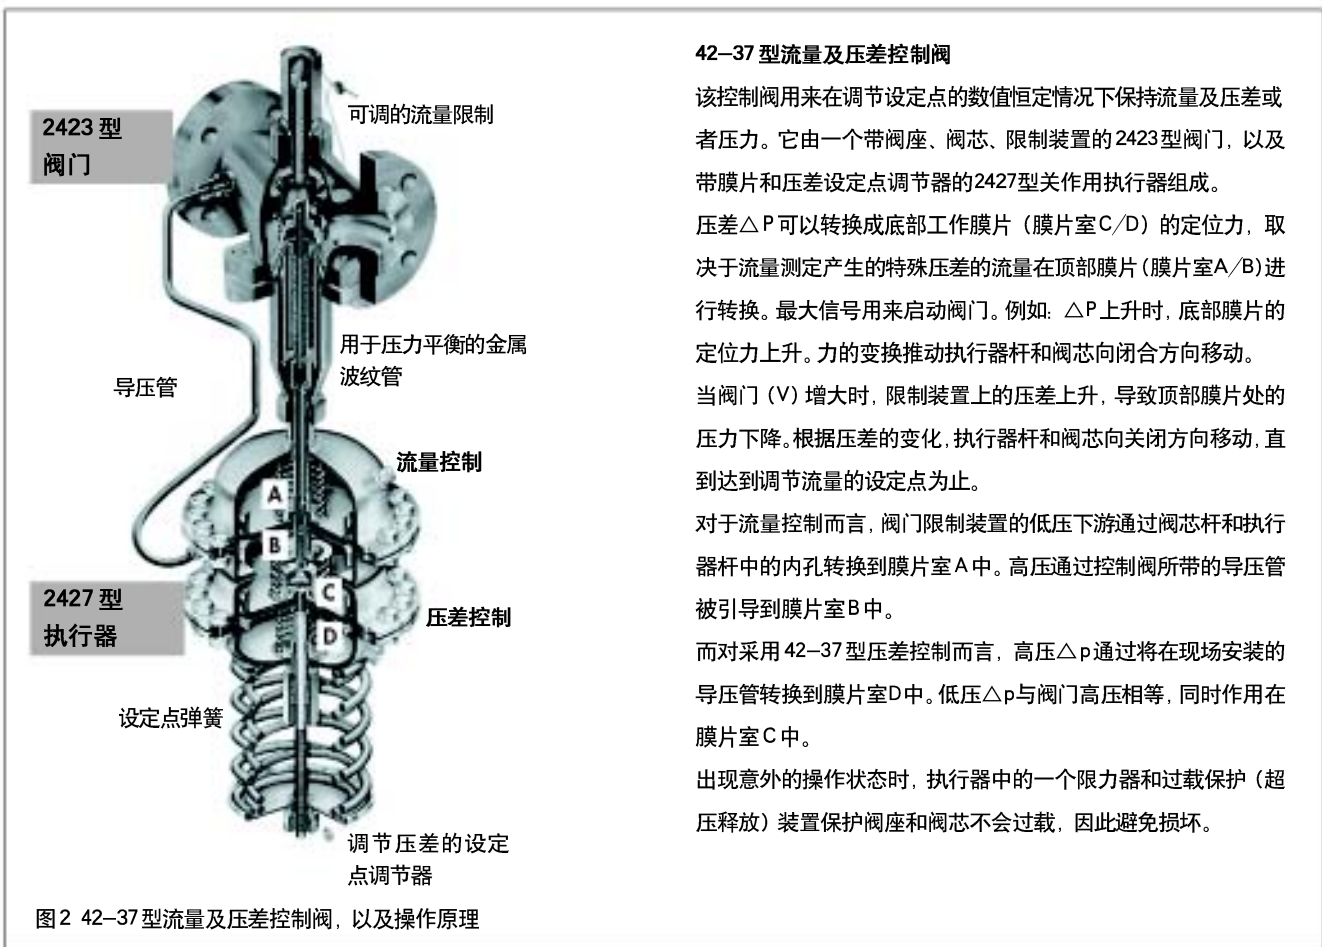 2423 型
阀门
可调的流量限制
用于压力平衡的金属
波纹管
导压管
流量控制
A
B
C
D
2427 型
执行器
压差控制
设定点弹簧
调节压差的设定
点调节器
图2 42—37型流量及压差控制阀，以及操作原理
42—37 型流量及压差控制阀
该控制阀用来在调节设定点的数值恒定情况下保持流量及压差或
者压力。它由一个带阀座、阀芯、限制装置的2423型阀门，以及
带膜片和压差设定点调节器的2427型关作用执行器组成。
压差△P可以转换成底部工作膜片（膜片室C/D）的定位力，取
决于流量测定产生的特殊压差的流量在顶部膜片(膜片室A/B)进
行转换。最大信号用来启动阀门。例如：△P上升时，底部膜片的
定位力上升。力的变换推动执行器杆和阀芯向闭合方向移动。
当阀门（V）增大时，限制装置上的压差上升，导致顶部膜片处的
压力下降。根据压差的变化，执行器杆和阀芯向关闭方向移动，直
到达到调节流量的设定点为止。
对于流量控制而言，阀门限制装置的低压下游通过阀芯杆和执行
器杆中的内孔转换到膜片室A中。高压通过控制阀所带的导压管
被引导到膜片室B中。
而对采用42—37型压差控制而言，高压△p通过将在现场安装的
导压管转换到膜片室D中。低压△p与阀门高压相等，同时作用在
膜片室C中。
出现意外的操作状态时，执行器中的一个限力器和过载保护（超
压释放）装置保护阀座和阀芯不会过载，因此避免损坏。